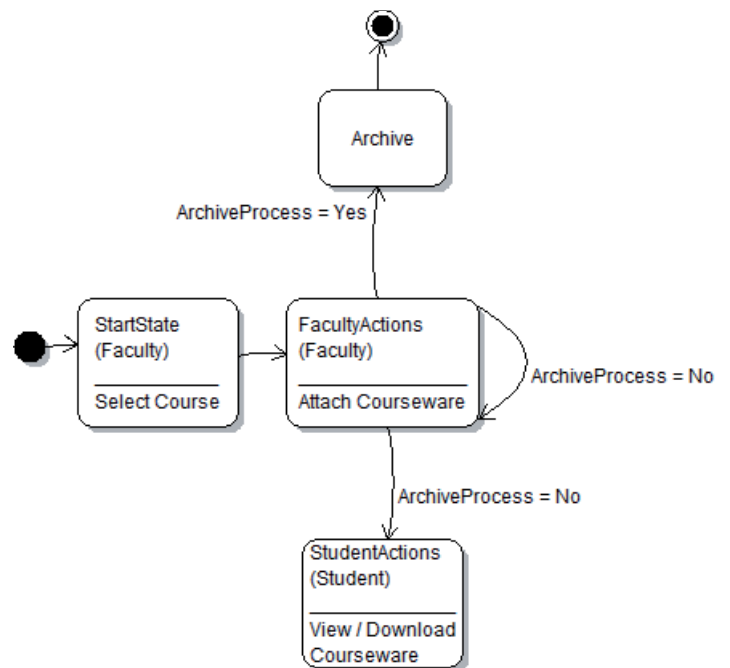 Archive
ArchiveProcess = Yes
StartState
(Faculty)
Select Course
FacultyActions
(Faculty)
Attach Courseware
ArchiveProcess = No
ArchiveProcess = No
StudentActions
(Student)
View / Download
Courseware